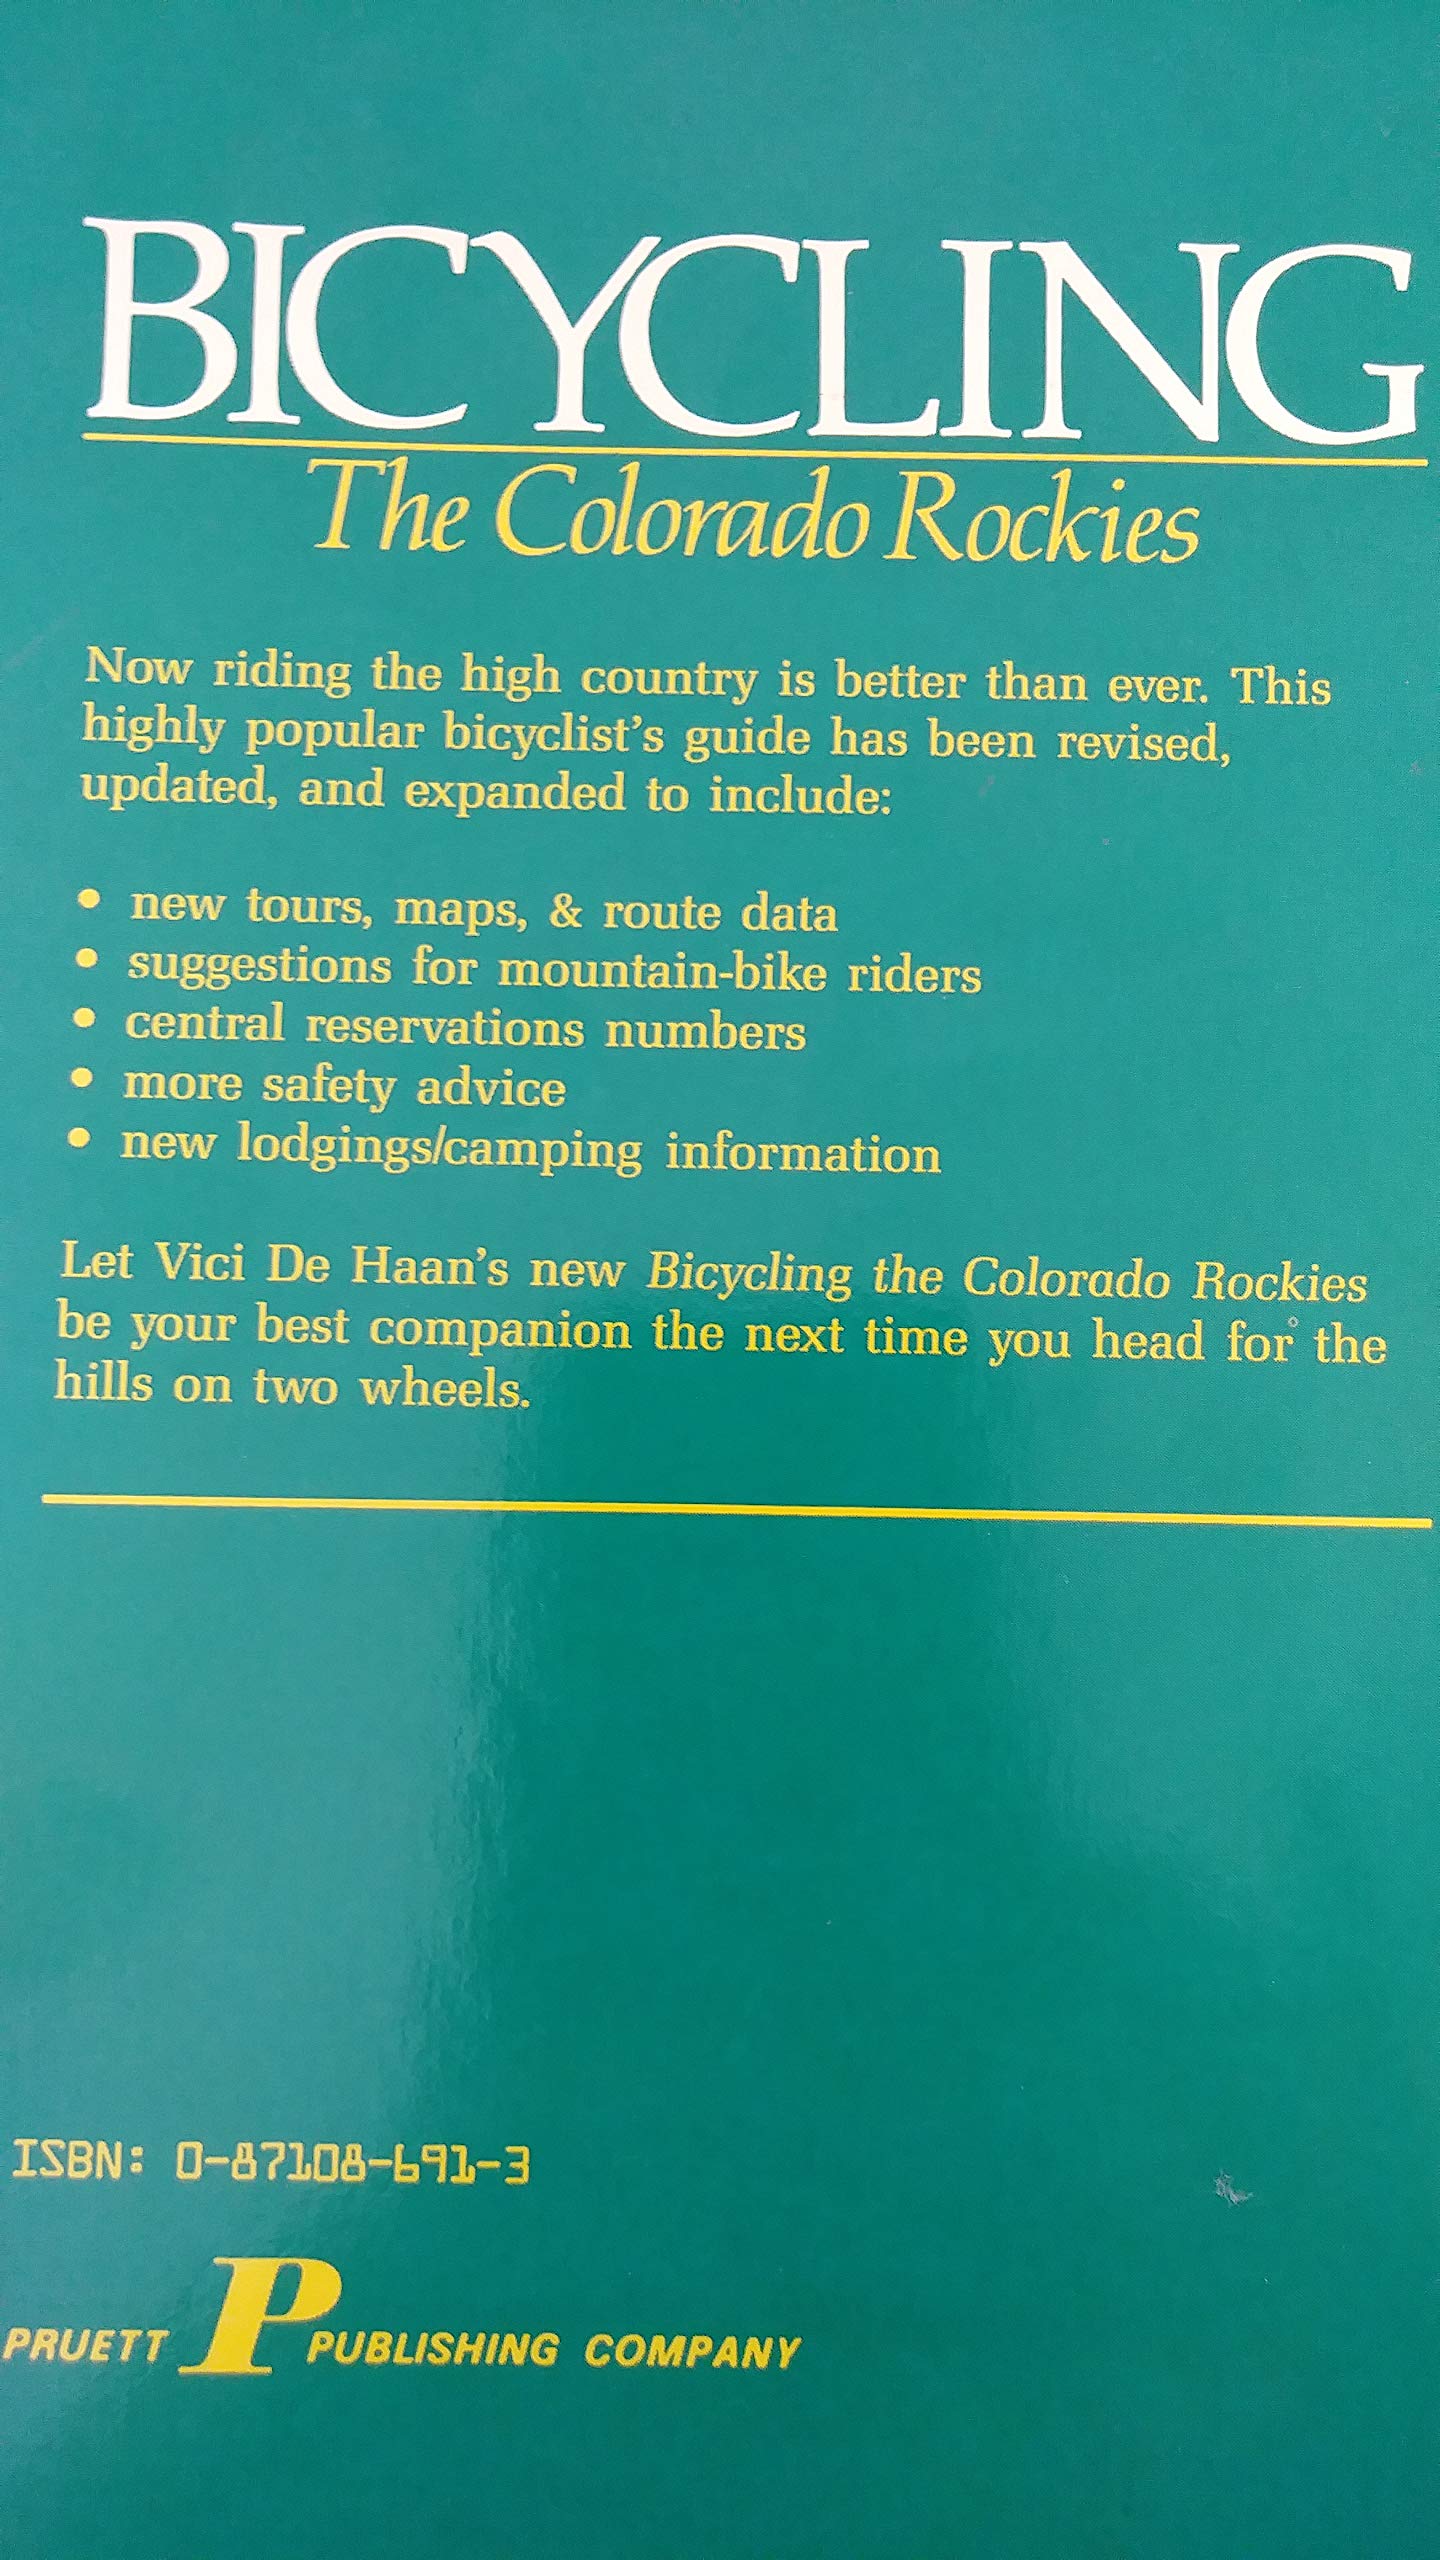 BICYCLING
The Colorado Rockies
Now riding the high country is better than ever. This
highly popular bicyclist's guide has been revised,
updated, and expanded to include:
• new tours, maps, & route data
• suggestions for mountain-bike riders
• central reservations numbers
• more safety advice
• new lodgings/camping information
Let Vici De Haan's new Bicycling the Colorado Rockies
be your best companion the next time you head for the
hills on two wheels.
ISBN: 0-87108-691-3
PRUETT P PUBLISHING COMPANY